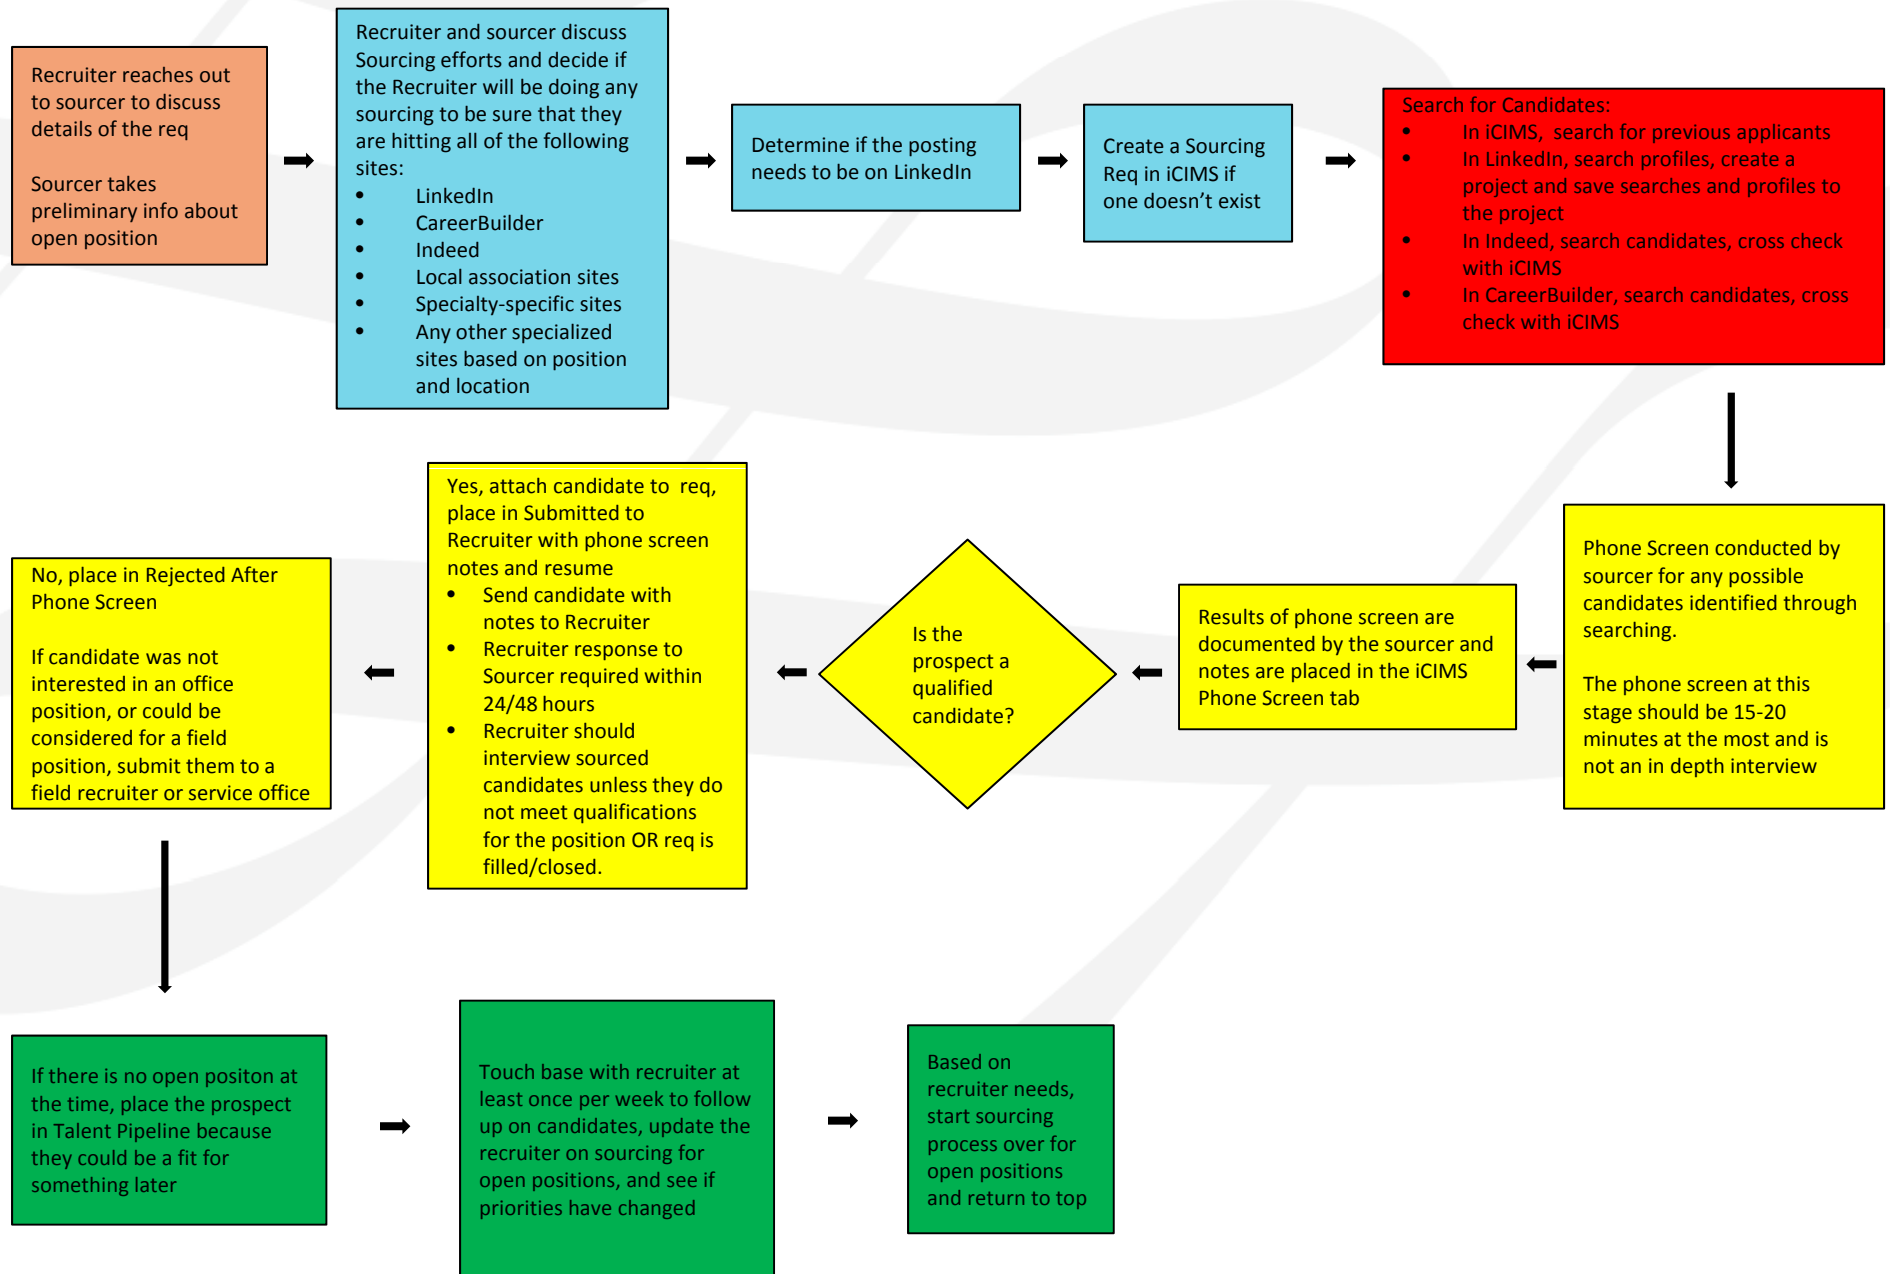 Recruiter reaches out
to sourcer to discuss
details of the req
Sourcer takes
preliminary info about
open position
Recruiter and sourcer discuss
Sourcing efforts and decide if
the Recruiter will be doing any
sourcing to be sure that they
are hitting all of the following
sites:
• LinkedIn
• CareerBuilder
• Indeed
• Local association sites
• Specialty-specific sites
• Any other specialized
sites based on position
and location
Determine if the posting
needs to be on LinkedIn
Create a Sourcing
Req in iCIMS if
one doesn’t exist
Search for Candidates:
• In iCIMS, search for previous applicants
• In LinkedIn, search profiles, create a
project and save searches and profiles to
the project
• In Indeed, search candidates, cross check
with iCIMS
• In CareerBuilder, search candidates, cross
check with iCIMS
Phone Screen conducted by
sourcer for any possible
candidates identified through
searching.
The phone screen at this
stage should be 15-20
minutes at the most and is
not an in depth interview
Results of phone screen are
documented by the sourcer and
notes are placed in the iCIMS
Phone Screen tab
Is the
prospect a
qualified
candidate?
Yes, attach candidate to req,
place in Submitted to
Recruiter with phone screen
notes and resume
• Send candidate with
notes to Recruiter
• Recruiter response to
Sourcer required within
24/48 hours
• Recruiter should
interview sourced
candidates unless they do
not meet qualifications
for the position OR req is
filled/closed.
No, place in Rejected After
Phone Screen
If candidate was not
interested in an office
position, or could be
considered for a field
position, submit them to a
field recruiter or service office
If there is no open positon at
the time, place the prospect
in Talent Pipeline because
they could be a fit for
something later
Touch base with recruiter at
least once per week to follow
up on candidates, update the
recruiter on sourcing for
open positions, and see if
priorities have changed
Based on
recruiter needs,
start sourcing
process over for
open positions
and return to top